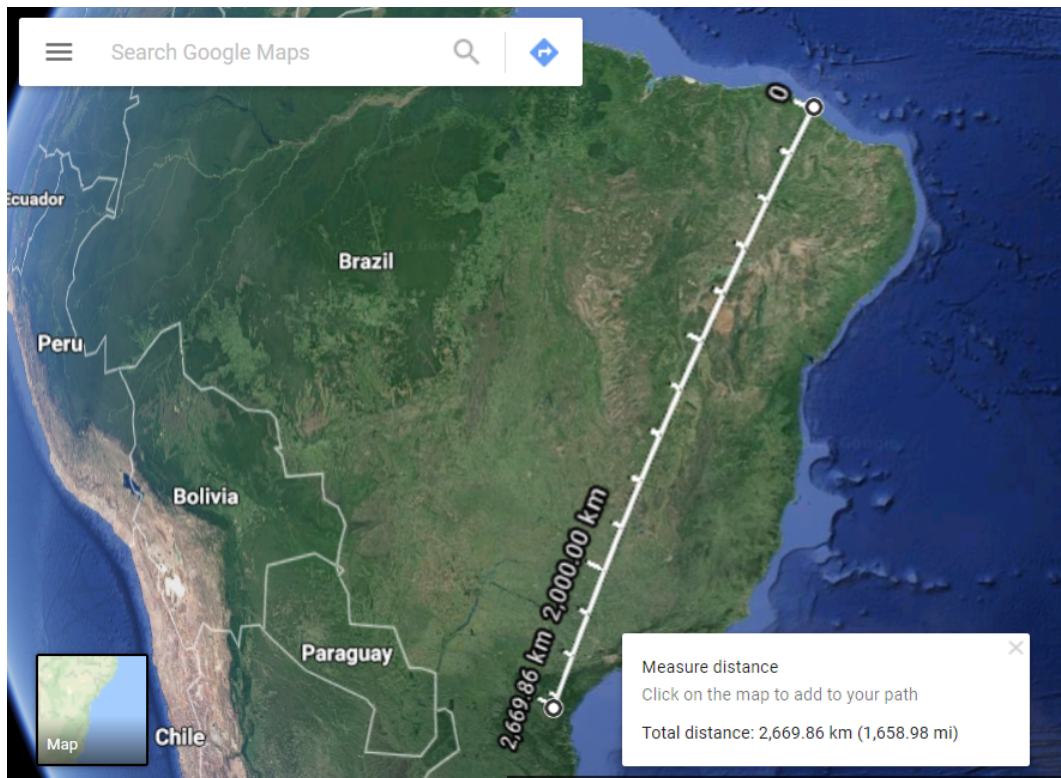 Search Google Maps
0
Ecuador
Brazil
Peru
Bolivia
2,000.00 km
Paraguay
2,669.86 km
Chile
Map
Measure distance
Click on the map to add to your path
Total distance: 2,669.86 km (1,658.98 mi)